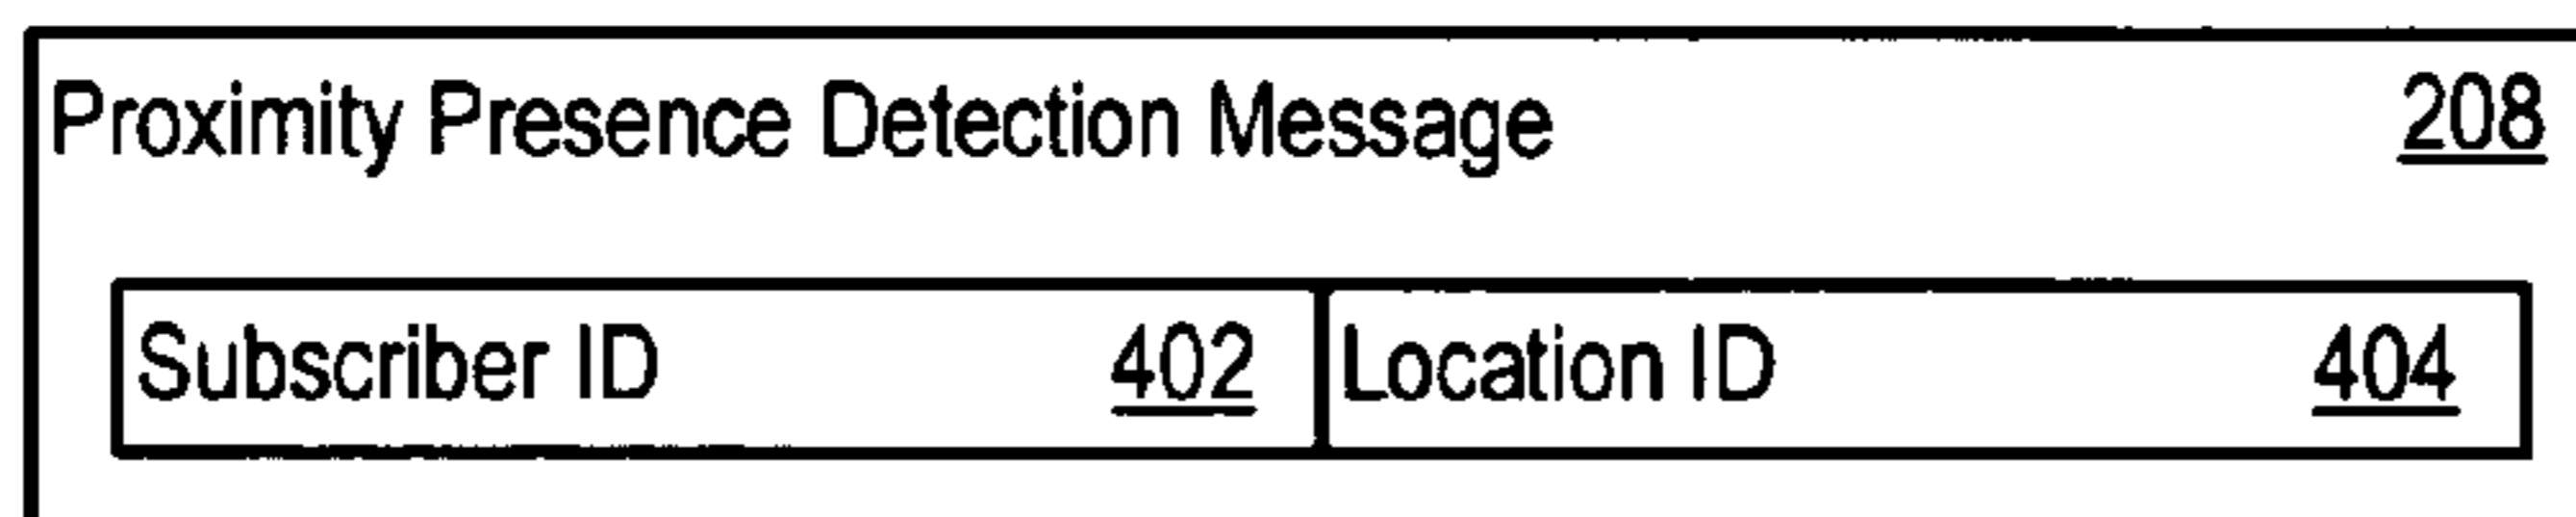 Proximity Presence Detection Message 208
Subscriber ID 402 Location ID 404